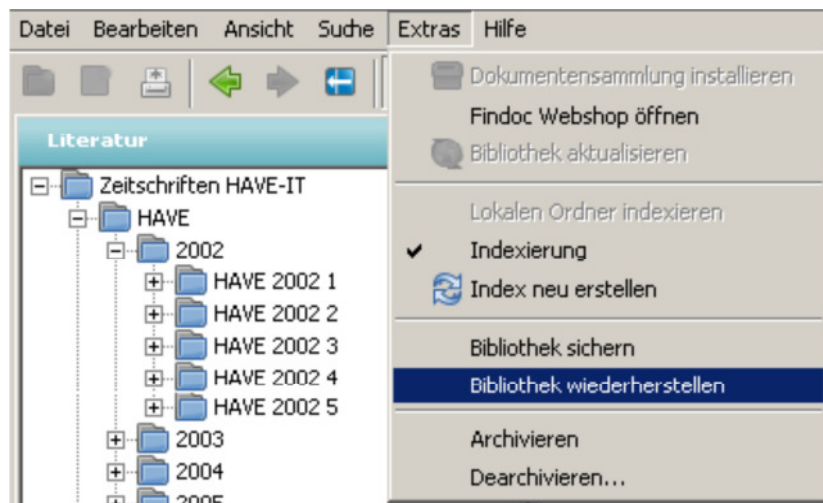 Datei Bearbeiten Ansicht Suche Extras Hilfe
Literatur
Zeitschriften HAVE-IT
HAVE
2002
HAVE 2002 1
HAVE 2002 2
HAVE 2002 3
HAVE 2002 4
HAVE 2002 5
2003
2004
2005
Dokumentensammlung installieren
Findoc Webshop öffnen
Bibliothek aktualisieren
Lokalen Ordner indexieren
Indexierung
Index neu erstellen
Bibliothek sichern
Bibliothek wiederherstellen
Archivieren
Dearchivieren...